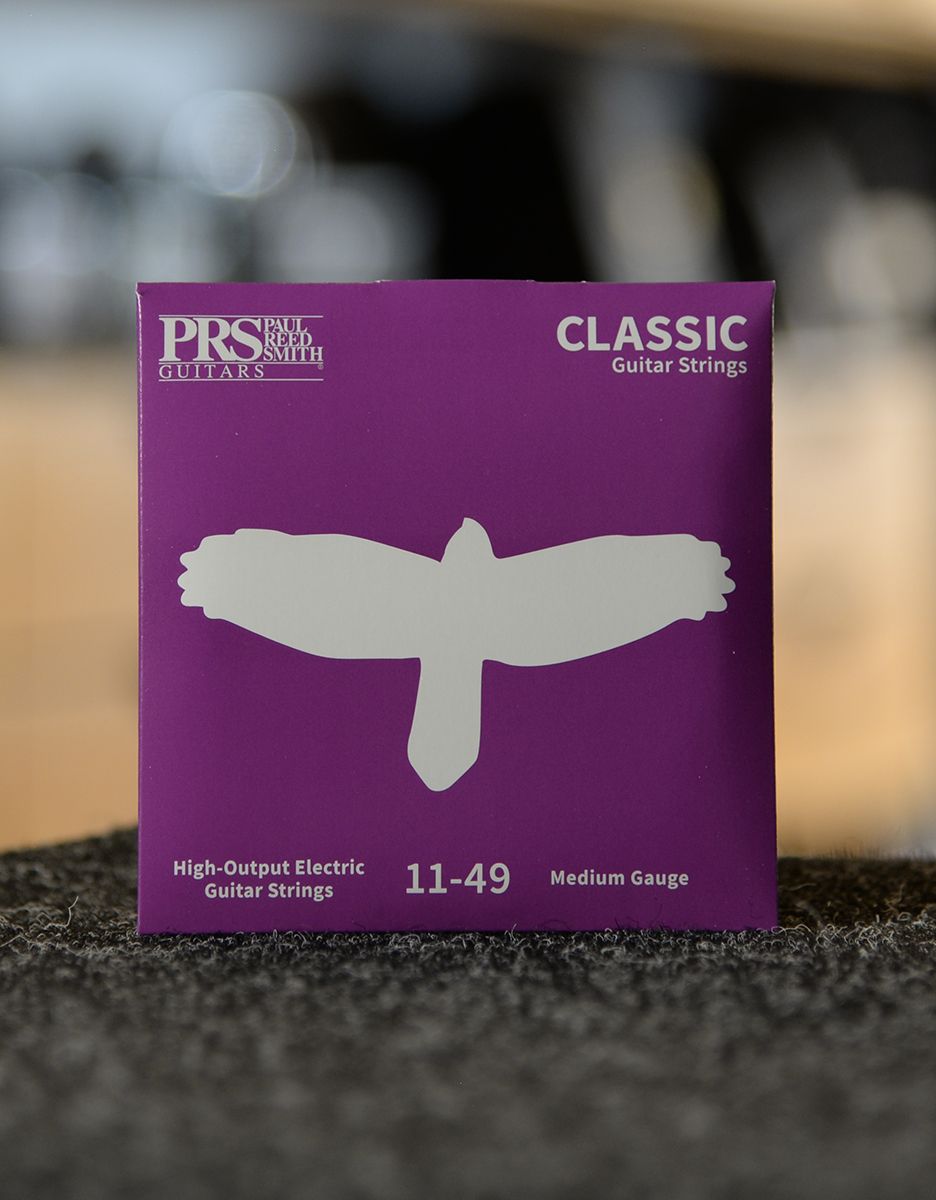 PRS PAUL
REED
SMITH
GUITARS®
CLASSIC
Guitar Strings
High-Output Electric
Guitar Strings
11-49
Medium Gauge